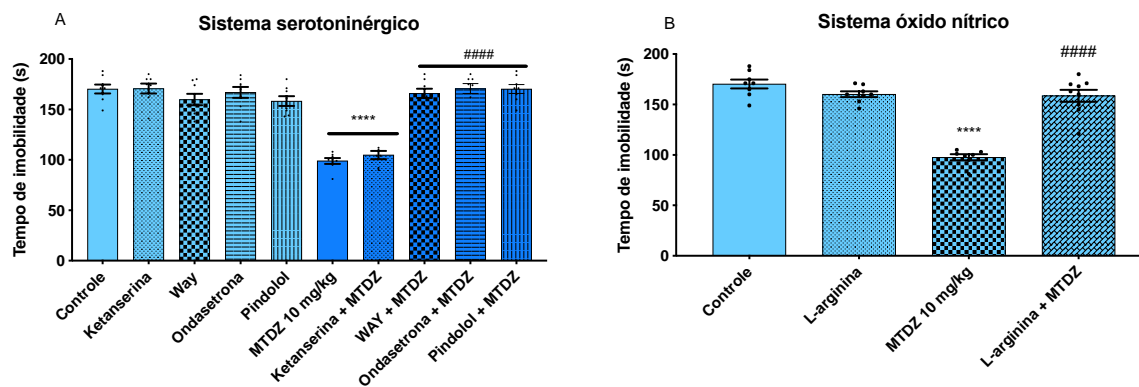 A
Sistema serotoninérgico
Tempo de imobilidade (s)
200
150
100
50
0
****
####
Controle
Ketanserina
Way
Ondasetrona
Pindolol
MTDZ 10 mg/kg
Ketanserina + MTDZ
WAY + MTDZ
Ondasetrona + MTDZ
Pindolol + MTDZ
B
Sistema óxido nítrico
Tempo de imobilidade (s)
200
150
100
50
0
****
####
Controle
L-arginina
MTDZ 10 mg/kg
L-arginina + MTDZ